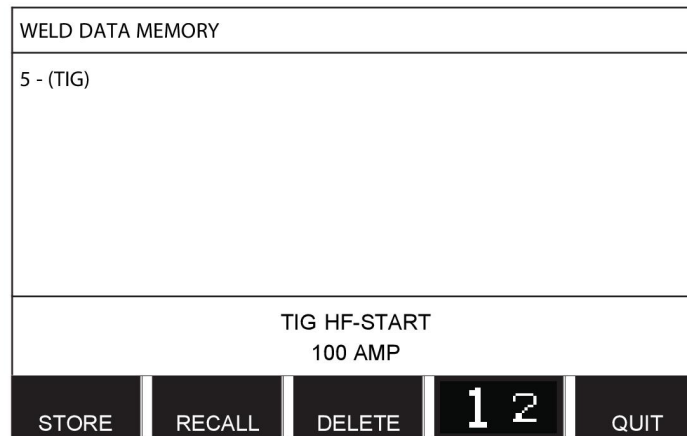 WELD DATA MEMORY
5 - (TIG)
TIG HF-START
100 AMP
STORE RECALL DELETE 1 2 QUIT